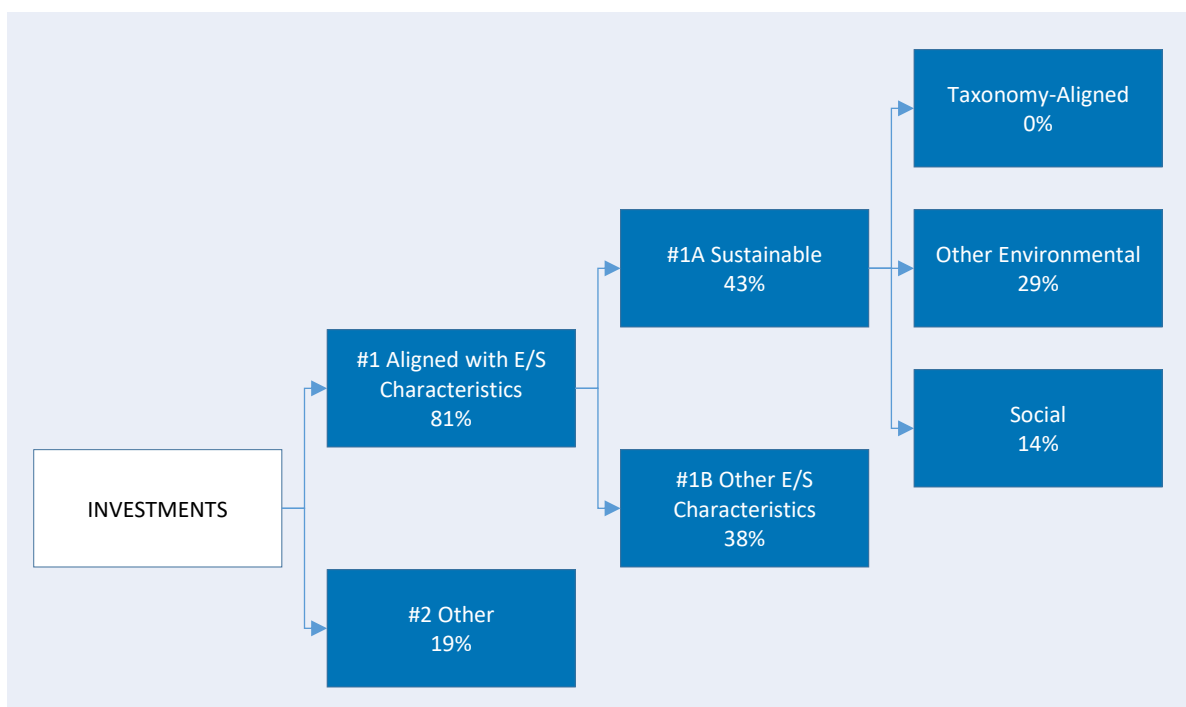 INVESTMENTS
#1 Aligned with E/S
Characteristics
81%
#2 Other
19%
#1A Sustainable
43%
#1B Other E/S
Characteristics
38%
Taxonomy-Aligned
0%
Other Environmental
29%
Social
14%